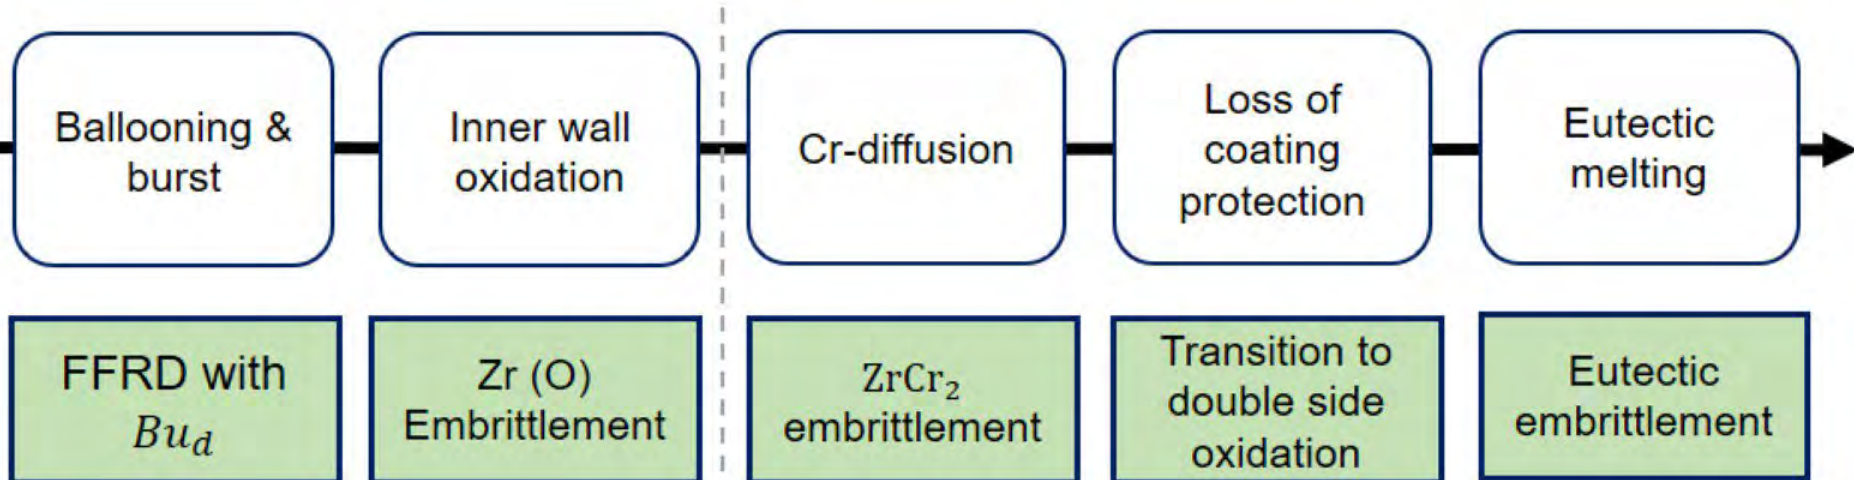 Ballooning &
burst
Inner wall
oxidation
Cr-diffusion
Loss of
coating
protection
Eutectic
melting
FFRD with
Bu_d
Zr (O)
Embrittlement
ZrCr₂
embrittlement
Transition to
double side
oxidation
Eutectic
embrittlement